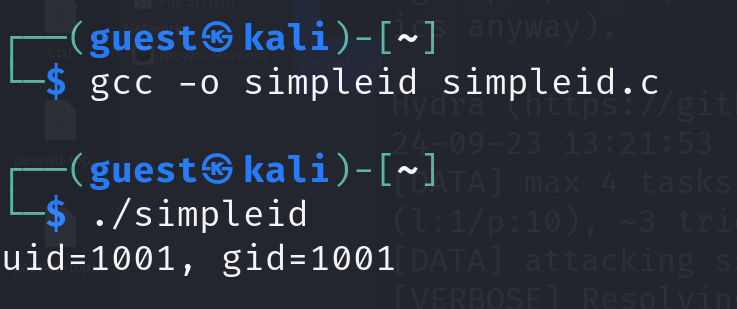 ┌──(guest㉿kali)-[~]
└─$ gcc -o simpleid simpleid.c
┌──(guest㉿kali)-[~]
└─$ ./simpleid
uid=1001, gid=1001
File System
1.txt
Browse Network
ics anyway).
Hydra (https://git
24-09-23 13:21:53
[DATA] max 4 tasks
(l:1/p:10), ~3 tri
[DATA] attacking s
[VERBOSE] Resolvin